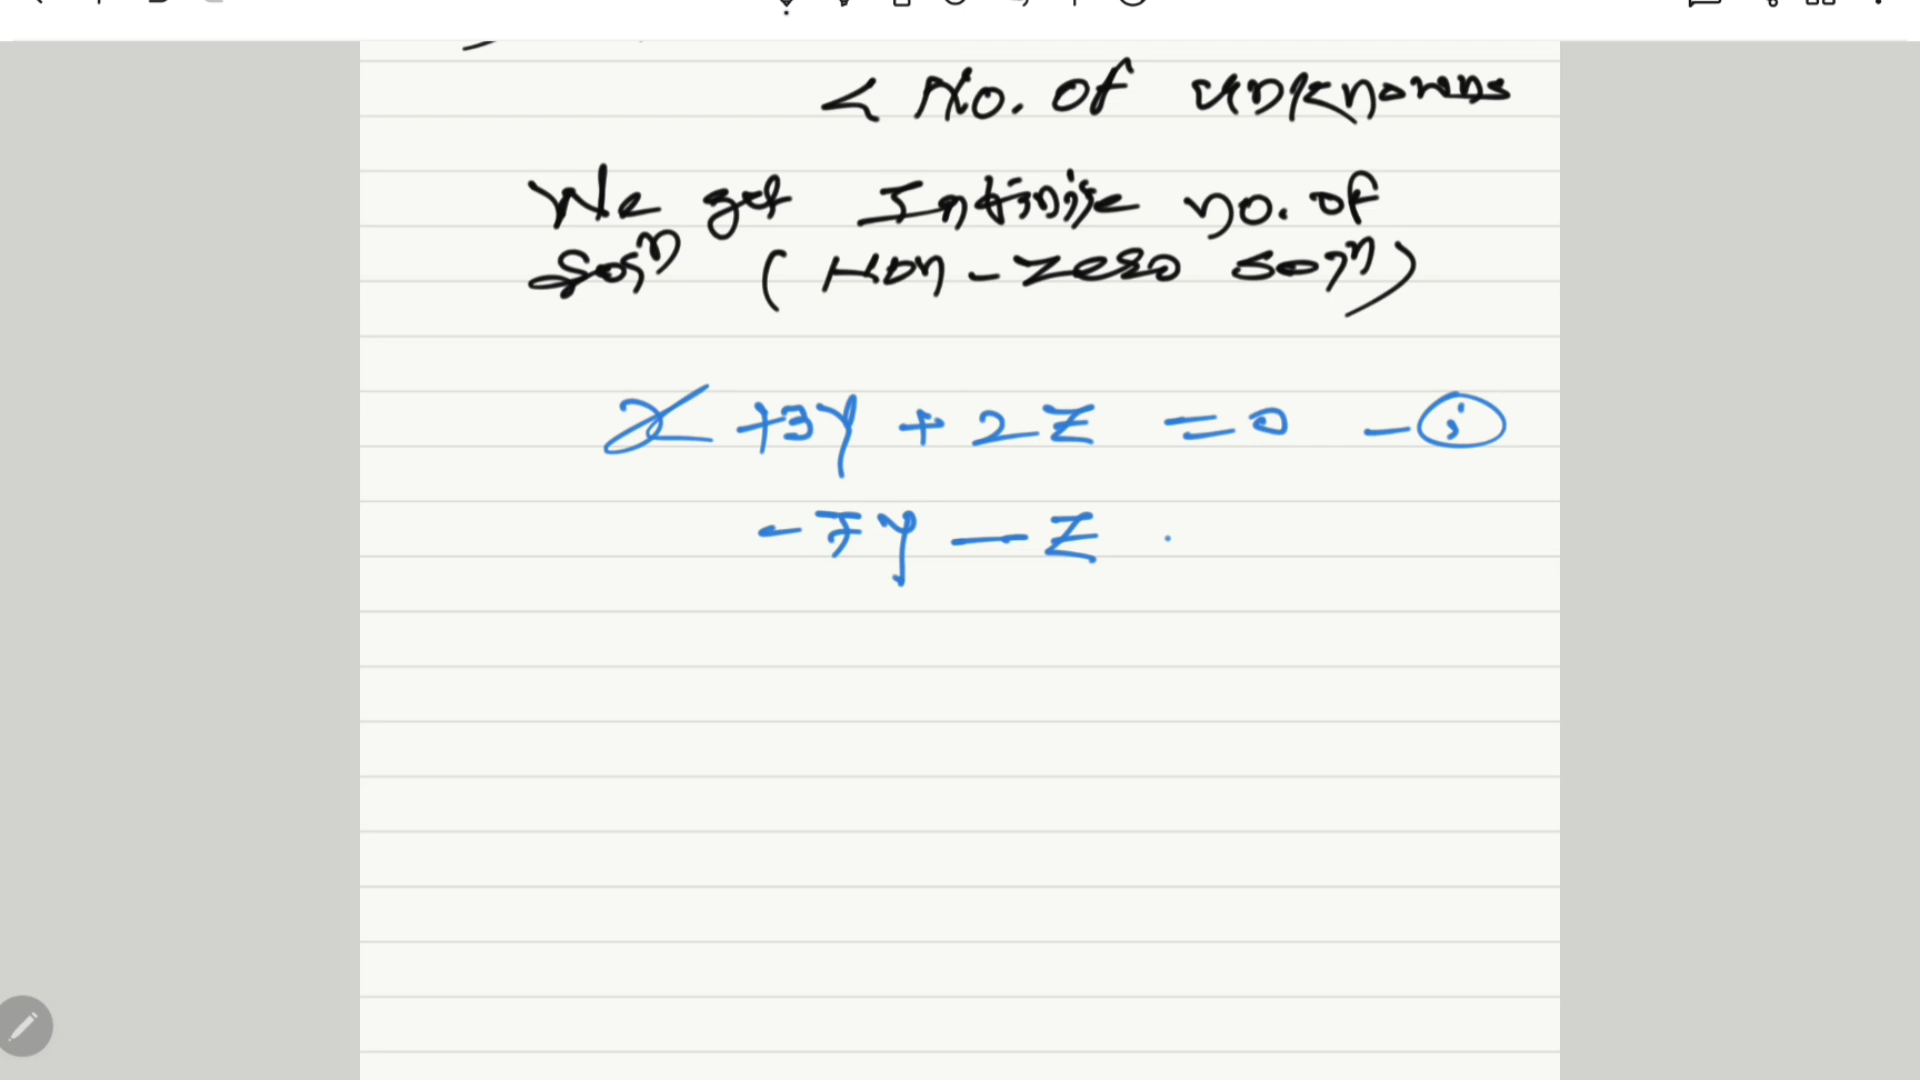 < No. of unknowns
We get Infinite no. of
solⁿ (Non-zero solⁿ)
x + 3y + 2z = 0 - (i)
- 7y - z